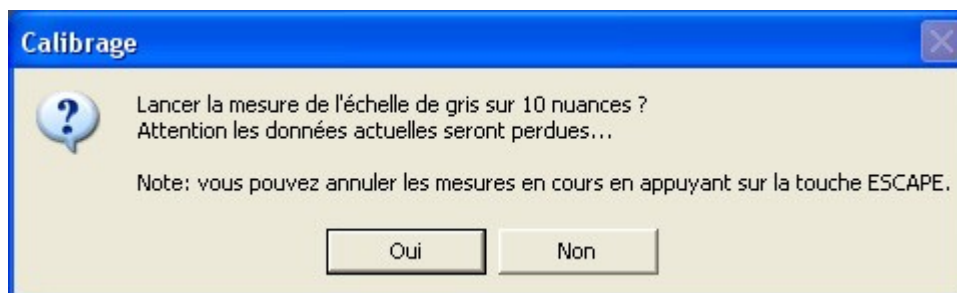 Calibrage
Lancer la mesure de l'échelle de gris sur 10 nuances ?
Attention les données actuelles seront perdues...
Note: vous pouvez annuler les mesures en cours en appuyant sur la touche ESCAPE.
Oui
Non